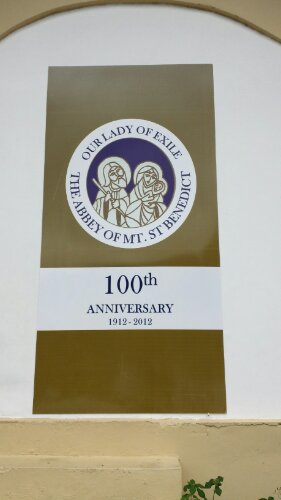 OUR LADY OF EXILE
THE ABBEY OF MT. ST BENEDICT
100th
ANNIVERSARY
1912 - 2012